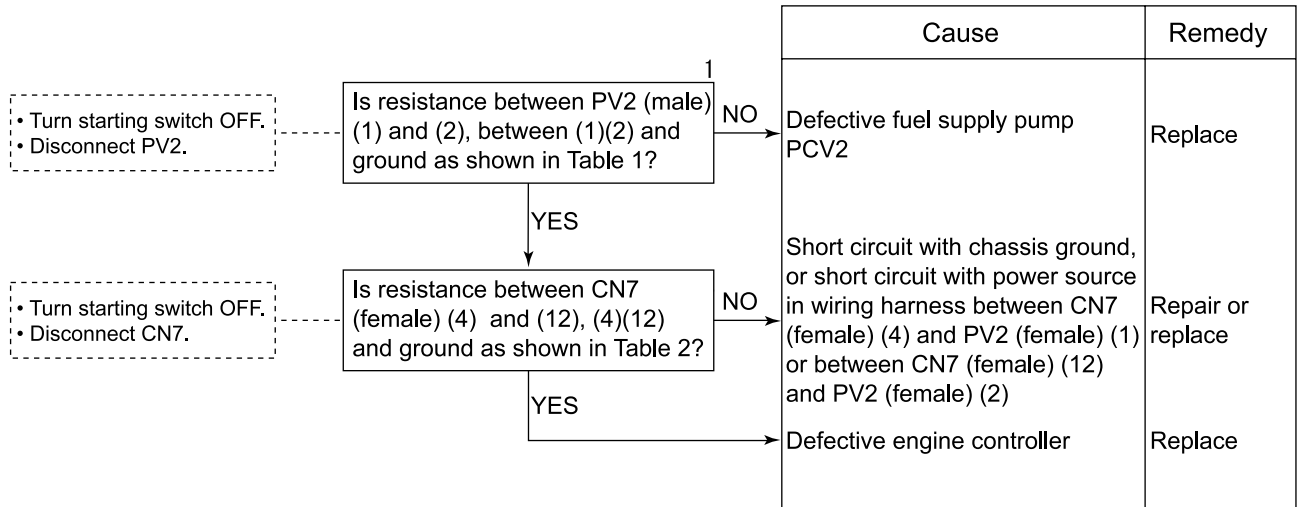 Cause
Remedy
1
• Turn starting switch OFF.
• Disconnect PV2.
Is resistance between PV2 (male)
(1) and (2), between (1)(2) and
ground as shown in Table 1?
NO
Defective fuel supply pump
PCV2
Replace
YES
• Turn starting switch OFF.
• Disconnect CN7.
Is resistance between CN7
(female) (4) and (12), (4)(12)
and ground as shown in Table 2?
NO
Short circuit with chassis ground,
or short circuit with power source
in wiring harness between CN7
(female) (4) and PV2 (female) (1)
or between CN7 (female) (12)
and PV2 (female) (2)
Repair or
replace
YES
Defective engine controller
Replace